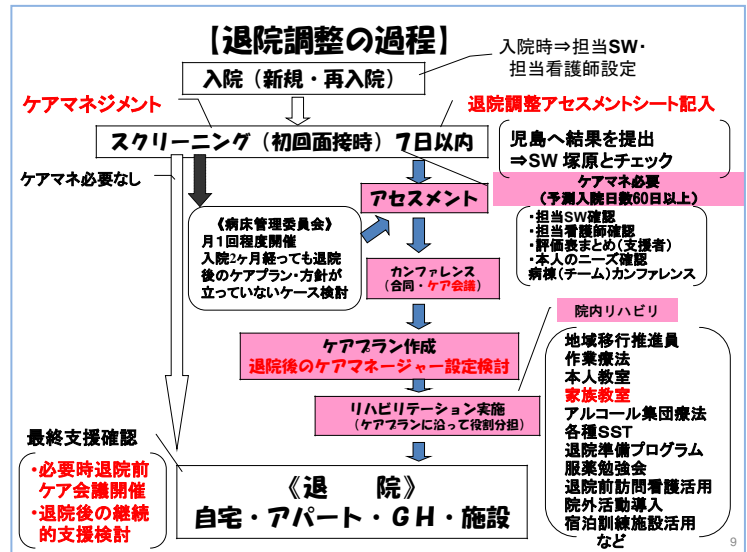 【退院調整の過程】
入院時⇒担当SW・
担当看護師設定
入院（新規・再入院）
ケアマネジメント
退院調整アセスメントシート記入
スクリーニング（初回面接時）７日以内
児島へ結果を提出
⇒SW 塚原とチェック
ケアマネ必要なし
ケアマネ必要
（予測入院日数60日以上）
アセスメント
・担当SW確認
・担当看護師確認
・評価表まとめ（支援者）
・本人のニーズ確認
病棟（チーム）カンファレンス
《病床管理委員会》
月１回程度開催
入院2ヶ月経っても退院
後のケアプラン・方針が
立っていないケース検討
カンファレンス
（合同・ケア会議）
院内リハビリ
ケアプラン作成
退院後のケアマネージャー設定検討
地域移行推進員
作業療法
本人教室
家族教室
アルコール集団療法
各種SST
退院準備プログラム
服薬勉強会
退院前訪問看護活用
院外活動導入
宿泊訓練施設活用
など
リハビリテーション実施
（ケアプランに沿って役割分担）
最終支援確認
・必要時退院前
ケア会議開催
・退院後の継続
的支援検討
《退　　院》
自宅・アパート・ＧＨ・施設
9